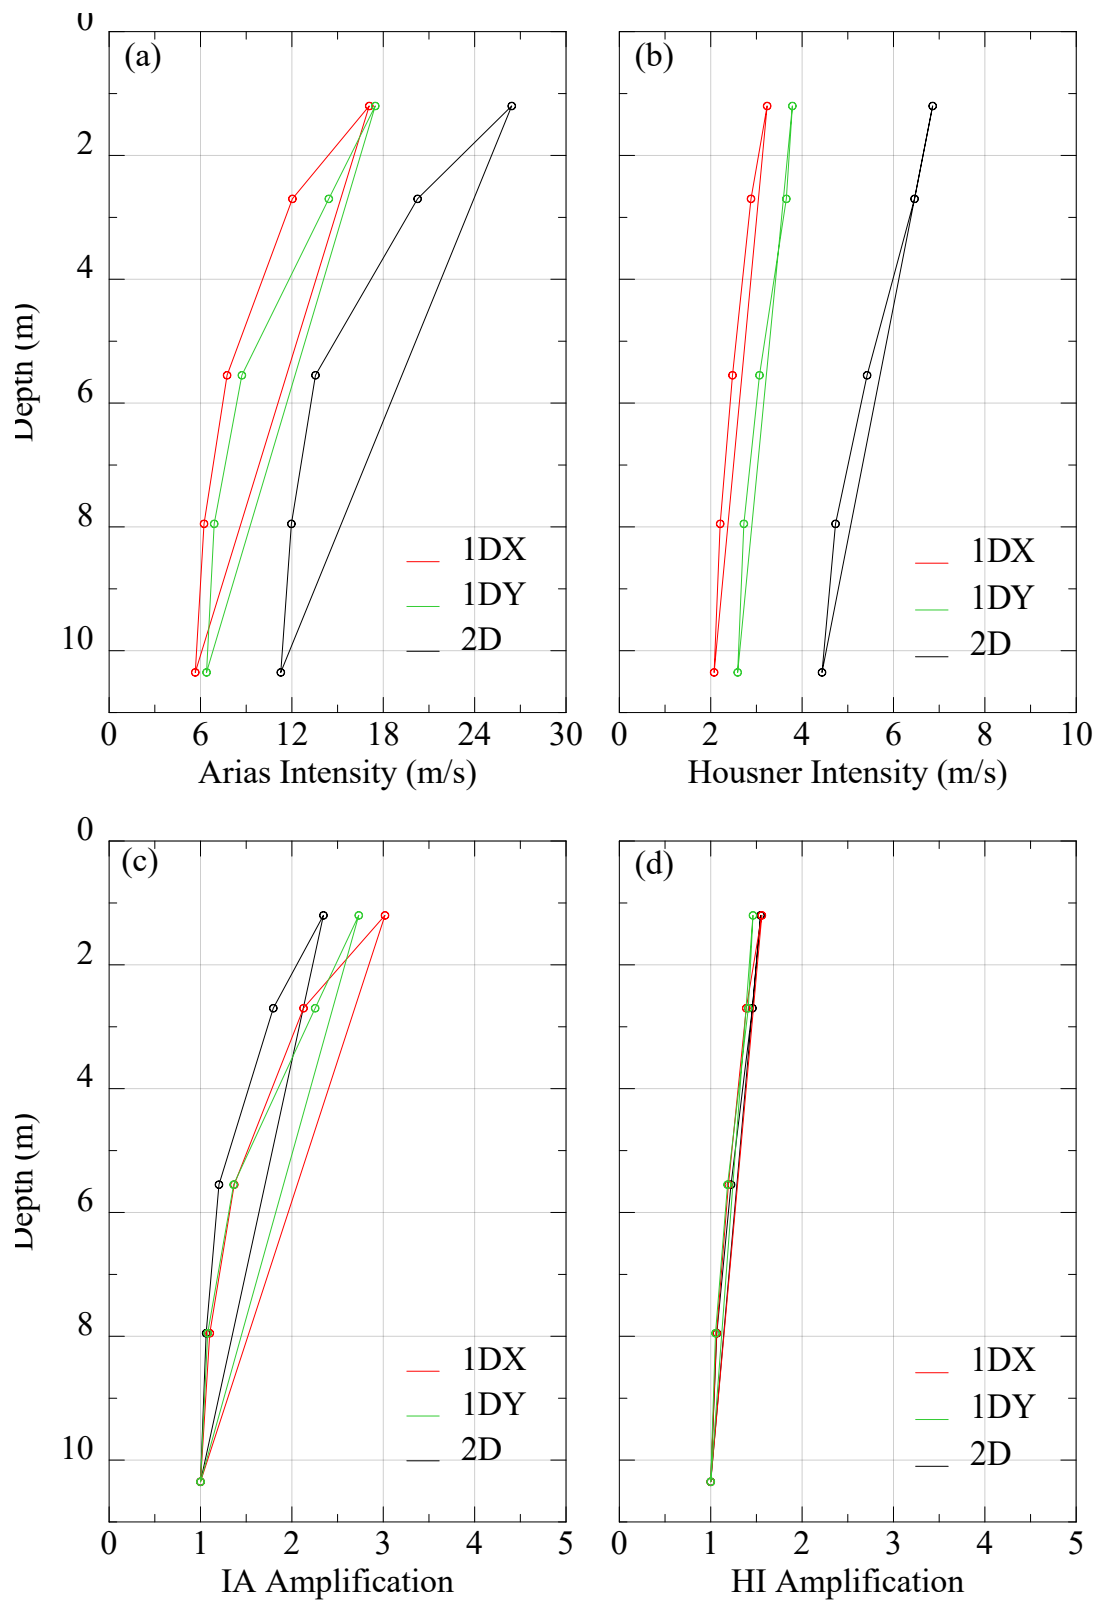 0
(a)
2
4
6
8
10
Depth (m)
1DX
1DY
2D
0 6 12 18 24 30
Arias Intensity (m/s)
(b)
1DX
1DY
2D
0 2 4 6 8 10
Housner Intensity (m/s)
0
(c)
2
4
6
8
10
Depth (m)
1DX
1DY
2D
0 1 2 3 4 5
IA Amplification
(d)
1DX
1DY
2D
0 1 2 3 4 5
HI Amplification